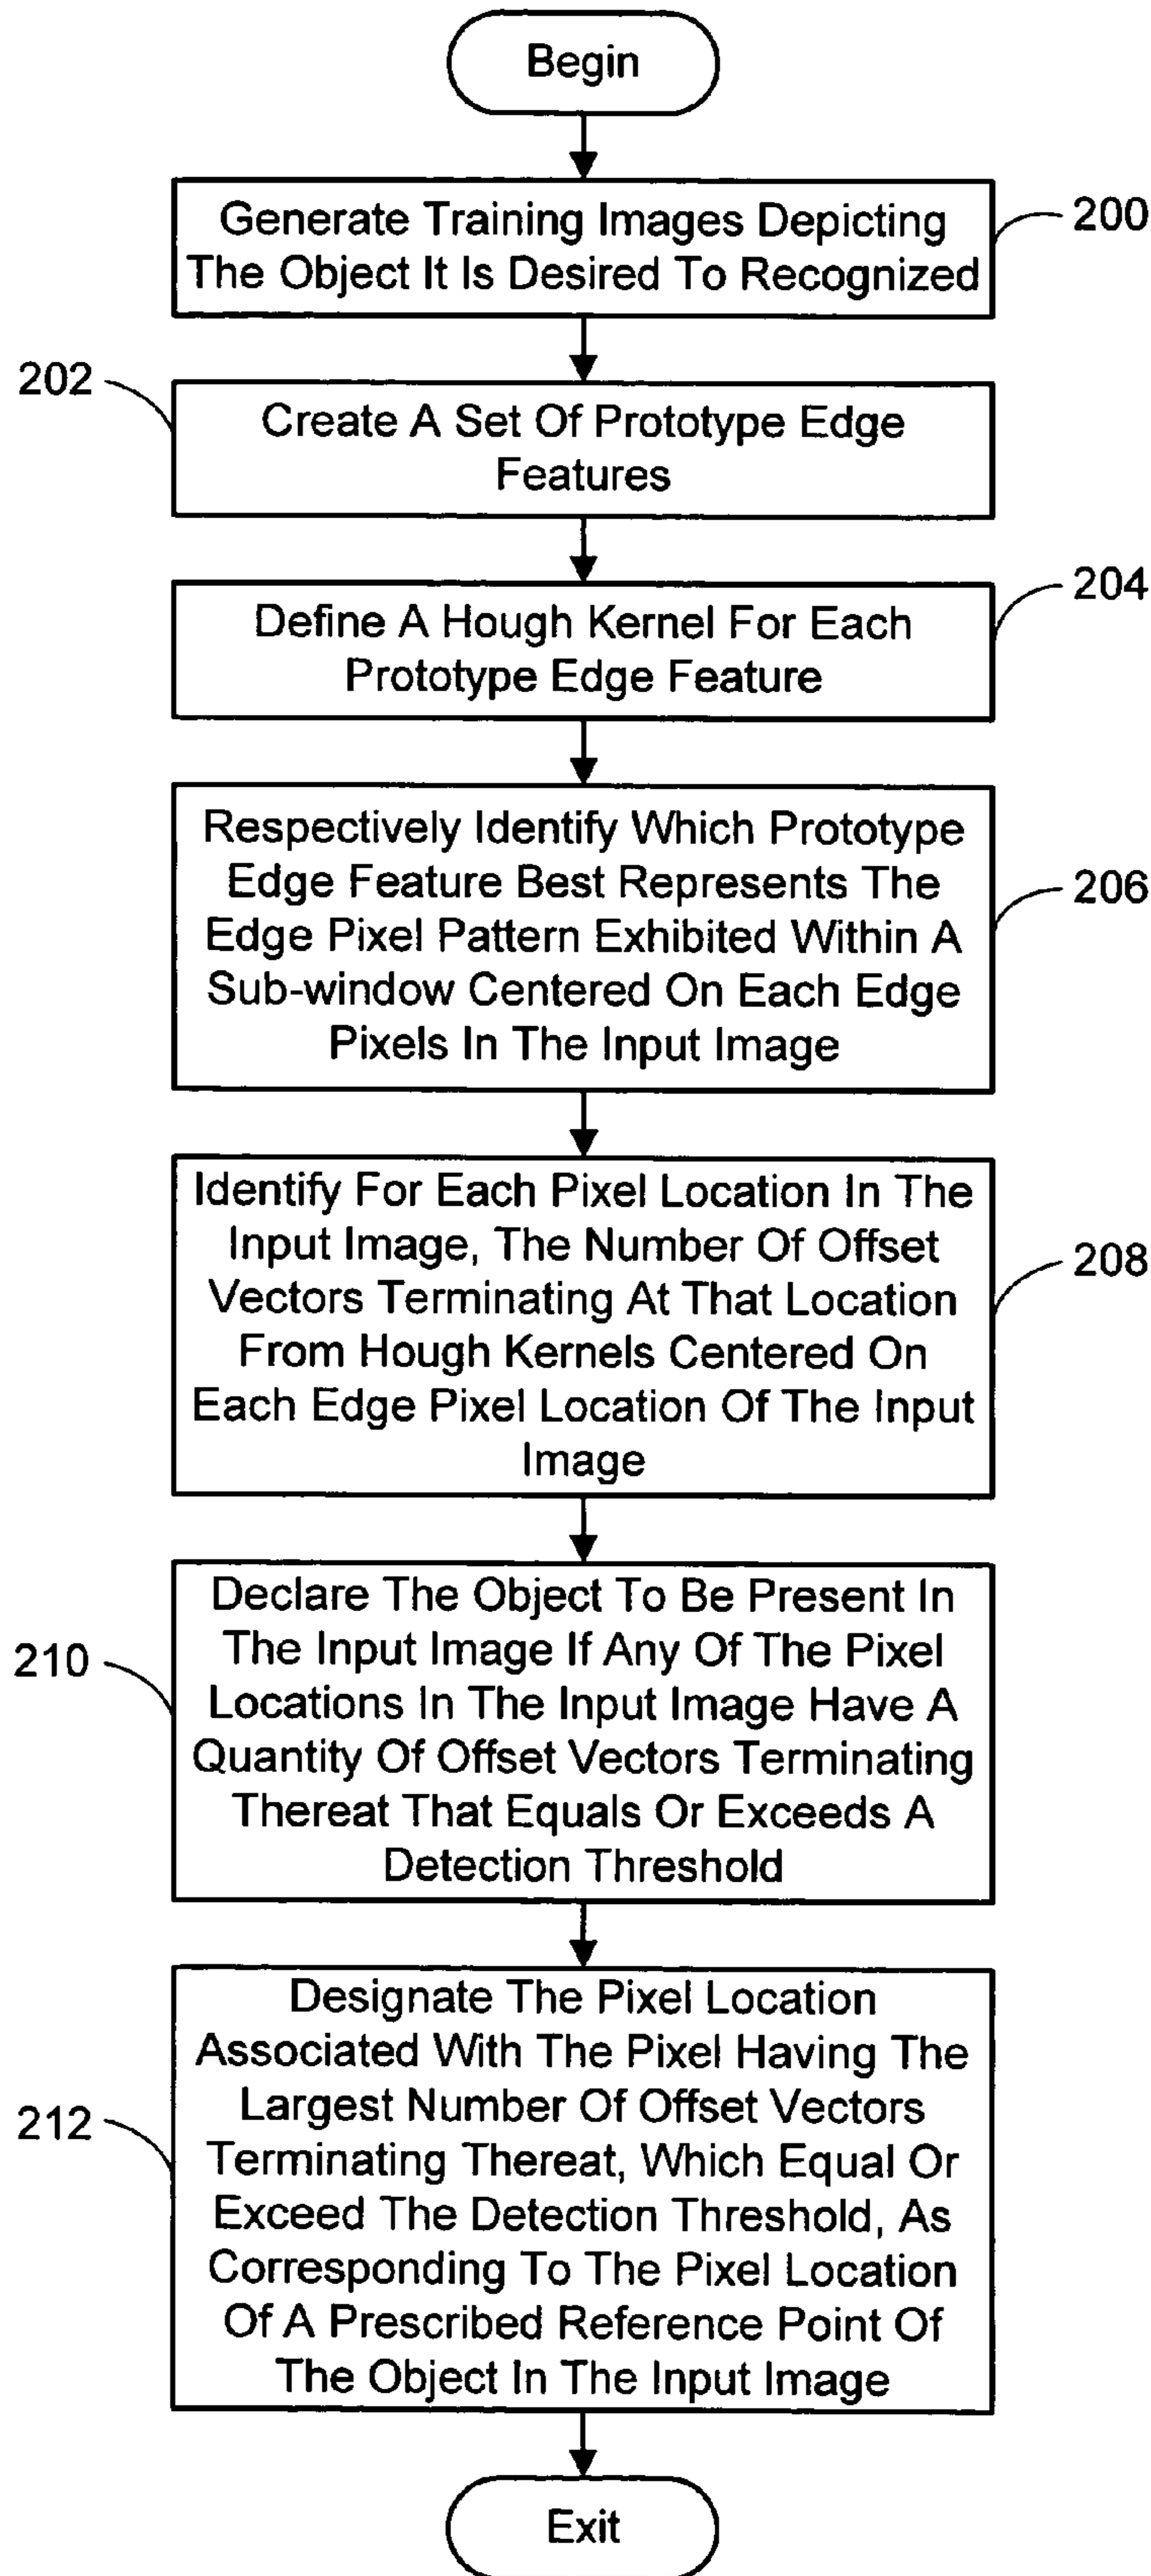 Begin
Generate Training Images Depicting
The Object It Is Desired To Recognized
200
202
Create A Set Of Prototype Edge
Features
Define A Hough Kernel For Each
Prototype Edge Feature
204
Respectively Identify Which Prototype
Edge Feature Best Represents The
Edge Pixel Pattern Exhibited Within A
Sub-window Centered On Each Edge
Pixels In The Input Image
206
Identify For Each Pixel Location In The
Input Image, The Number Of Offset
Vectors Terminating At That Location
From Hough Kernels Centered On
Each Edge Pixel Location Of The Input
Image
208
210
Declare The Object To Be Present In
The Input Image If Any Of The Pixel
Locations In The Input Image Have A
Quantity Of Offset Vectors Terminating
Thereat That Equals Or Exceeds A
Detection Threshold
212
Designate The Pixel Location
Associated With The Pixel Having The
Largest Number Of Offset Vectors
Terminating Thereat, Which Equal Or
Exceed The Detection Threshold, As
Corresponding To The Pixel Location
Of A Prescribed Reference Point Of
The Object In The Input Image
Exit